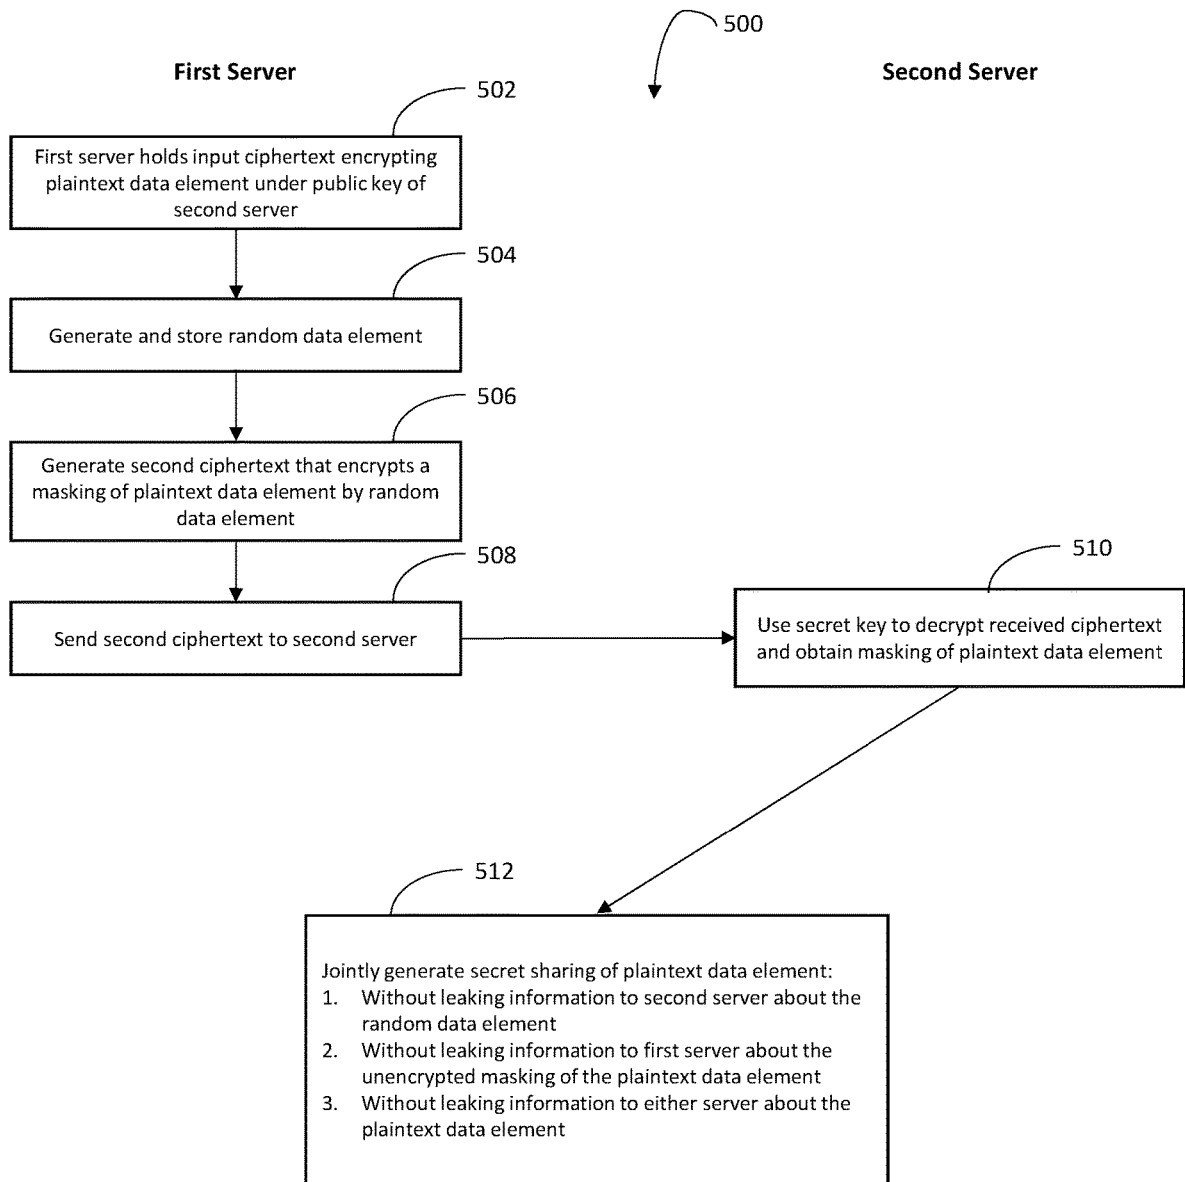 500
First Server
Second Server
502
First server holds input ciphertext encrypting
plaintext data element under public key of
second server
504
Generate and store random data element
506
Generate second ciphertext that encrypts a
masking of plaintext data element by random
data element
508
Send second ciphertext to second server
510
Use secret key to decrypt received ciphertext
and obtain masking of plaintext data element
512
Jointly generate secret sharing of plaintext data element:
1. Without leaking information to second server about the
random data element
2. Without leaking information to first server about the
unencrypted masking of the plaintext data element
3. Without leaking information to either server about the
plaintext data element